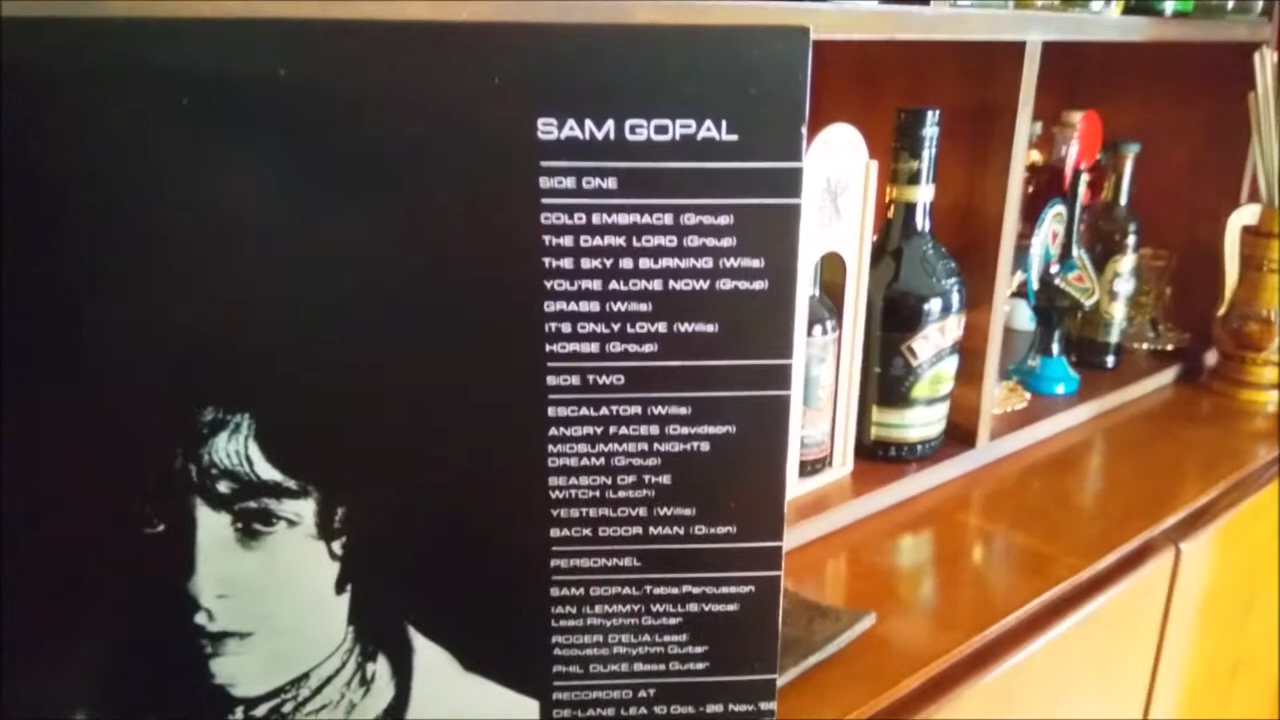 SAM GOPAL
SIDE ONE
COLD EMBRACE (Group)
THE DARK LORD (Group)
THE SKY IS BURNING (Willis)
YOU'RE ALONE NOW (Group)
GRASS (Willis)
IT'S ONLY LOVE (Willis)
HORSE (Group)
SIDE TWO
ESCALATOR (Willis)
ANGRY FACES (Davidson)
MIDSUMMER NIGHTS
DREAM (Group)
SEASON OF THE
WITCH (Leitch)
YESTERLOVE (Willis)
BACK DOOR MAN (Dixon)
PERSONNEL
SAM GOPAL/Tabla/Percussion
IAN (LEMMY) WILLIS/Vocal/
Lead Rhythm Guitar
ROGER D'ELIA/Lead/
Acoustic Rhythm Guitar
PHIL DUKE/Bass Guitar
RECORDED AT
DE-LANE LEA 10 Oct. - 26 Nov.